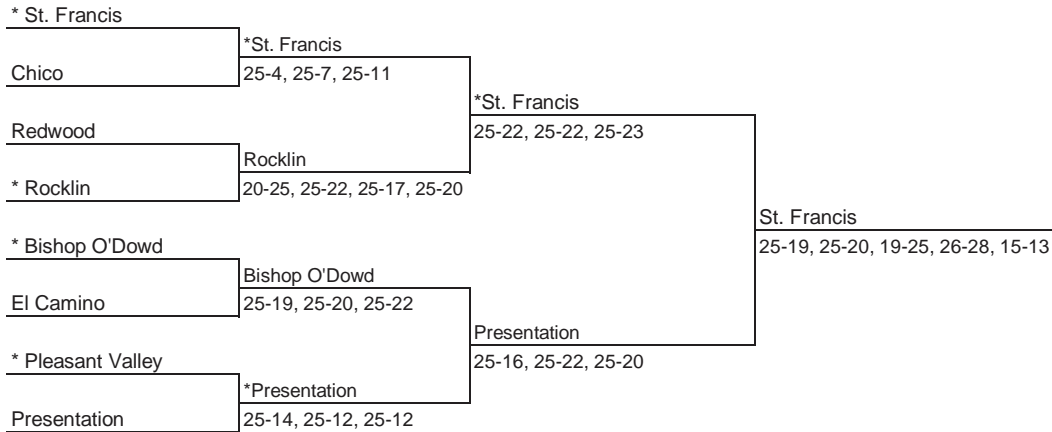 * St. Francis
*St. Francis
Chico
25-4, 25-7, 25-11
*St. Francis
Redwood
25-22, 25-22, 25-23
Rocklin
* Rocklin
20-25, 25-22, 25-17, 25-20
St. Francis
* Bishop O'Dowd
25-19, 25-20, 19-25, 26-28, 15-13
Bishop O'Dowd
El Camino
25-19, 25-20, 25-22
Presentation
* Pleasant Valley
25-16, 25-22, 25-20
*Presentation
Presentation
25-14, 25-12, 25-12